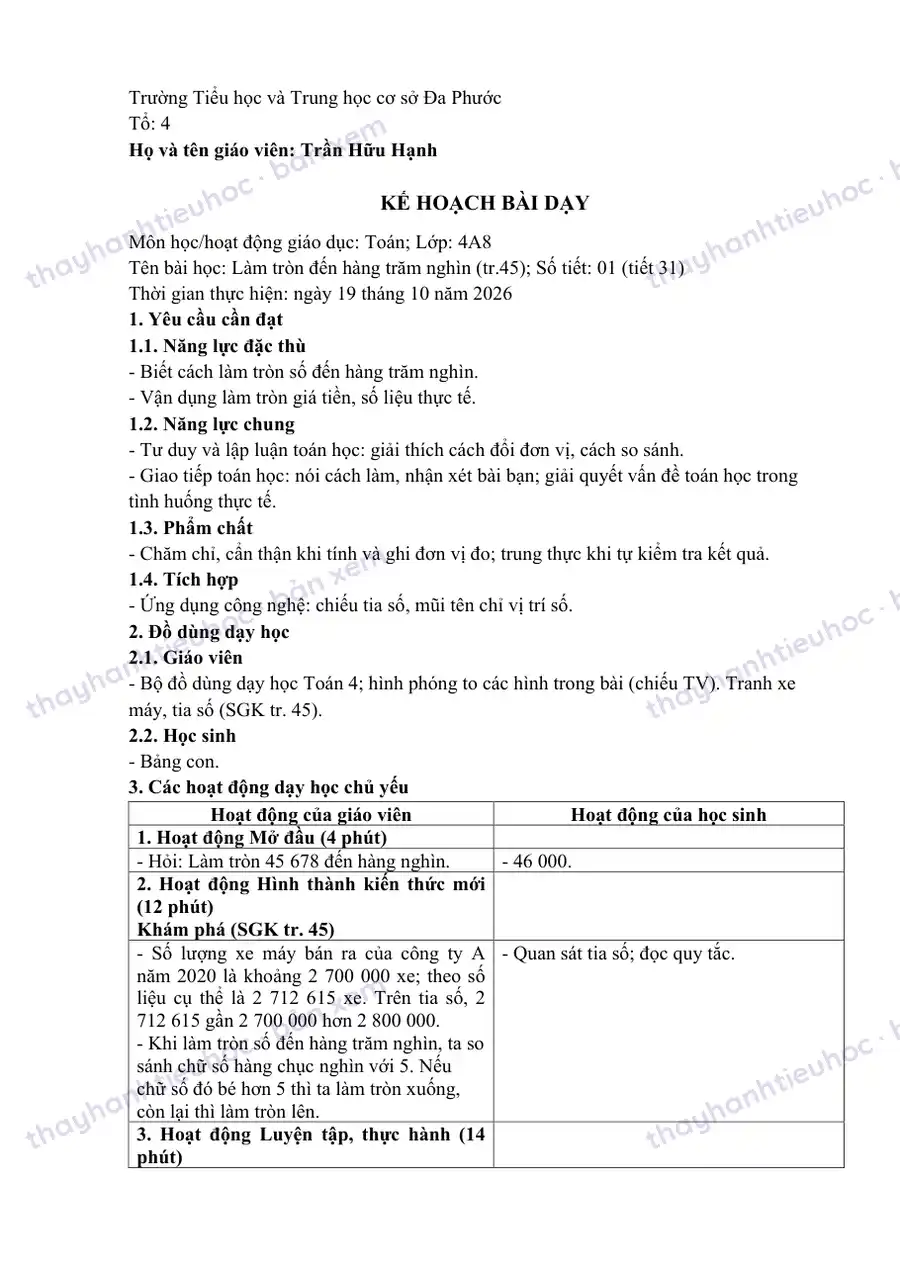 Trường Tiểu học và Trung học cơ sở Đa Phước
Tổ: 4
Họ và tên giáo viên: Trần Hữu Hạnh
KẾ HOẠCH BÀI DẠY
Môn học/hoạt động giáo dục: Toán; Lớp: 4A8
Tên bài học: Làm tròn đến hàng trăm nghìn (tr.45); Số tiết: 01 (tiết 31)
Thời gian thực hiện: ngày 19 tháng 10 năm 2026
1. Yêu cầu cần đạt
1.1. Năng lực đặc thù
- Biết cách làm tròn số đến hàng trăm nghìn.
- Vận dụng làm tròn giá tiền, số liệu thực tế.
1.2. Năng lực chung
- Tư duy và lập luận toán học: giải thích cách đổi đơn vị, cách so sánh.
- Giao tiếp toán học: nói cách làm, nhận xét bài bạn; giải quyết vấn đề toán học trong
tình huống thực tế.
1.3. Phẩm chất
- Chăm chỉ, cẩn thận khi tính và ghi đơn vị đo; trung thực khi tự kiểm tra kết quả.
1.4. Tích hợp
- Ứng dụng công nghệ: chiếu tia số, mũi tên chỉ vị trí số.
2. Đồ dùng dạy học
2.1. Giáo viên
- Bộ đồ dùng dạy học Toán 4; hình phóng to các hình trong bài (chiếu TV). Tranh xe
máy, tia số (SGK tr. 45).
2.2. Học sinh
- Bảng con.
3. Các hoạt động dạy học chủ yếu
Hoạt động của giáo viên
Hoạt động của học sinh
1. Hoạt động Mở đầu (4 phút)
- Hỏi: Làm tròn 45 678 đến hàng nghìn.
- 46 000.
2. Hoạt động Hình thành kiến thức mới
(12 phút)
Khám phá (SGK tr. 45)
- Số lượng xe máy bán ra của công ty A
năm 2020 là khoảng 2 700 000 xe; theo số
liệu cụ thể là 2 712 615 xe. Trên tia số, 2
712 615 gần 2 700 000 hơn 2 800 000.
- Khi làm tròn số đến hàng trăm nghìn, ta so
sánh chữ số hàng chục nghìn với 5. Nếu
chữ số đó bé hơn 5 thì ta làm tròn xuống,
còn lại thì làm tròn lên.
- Quan sát tia số; đọc quy tắc.
3. Hoạt động Luyện tập, thực hành (14
phút)
thayhanhtieuhoc · bản xem
thayhanhtieuhoc · b
thayhanhtieuhoc · bản xem
thayhanhtieuhoc · b
thayhanhtieuhoc · bản xem
thayhanhtieuhoc · b